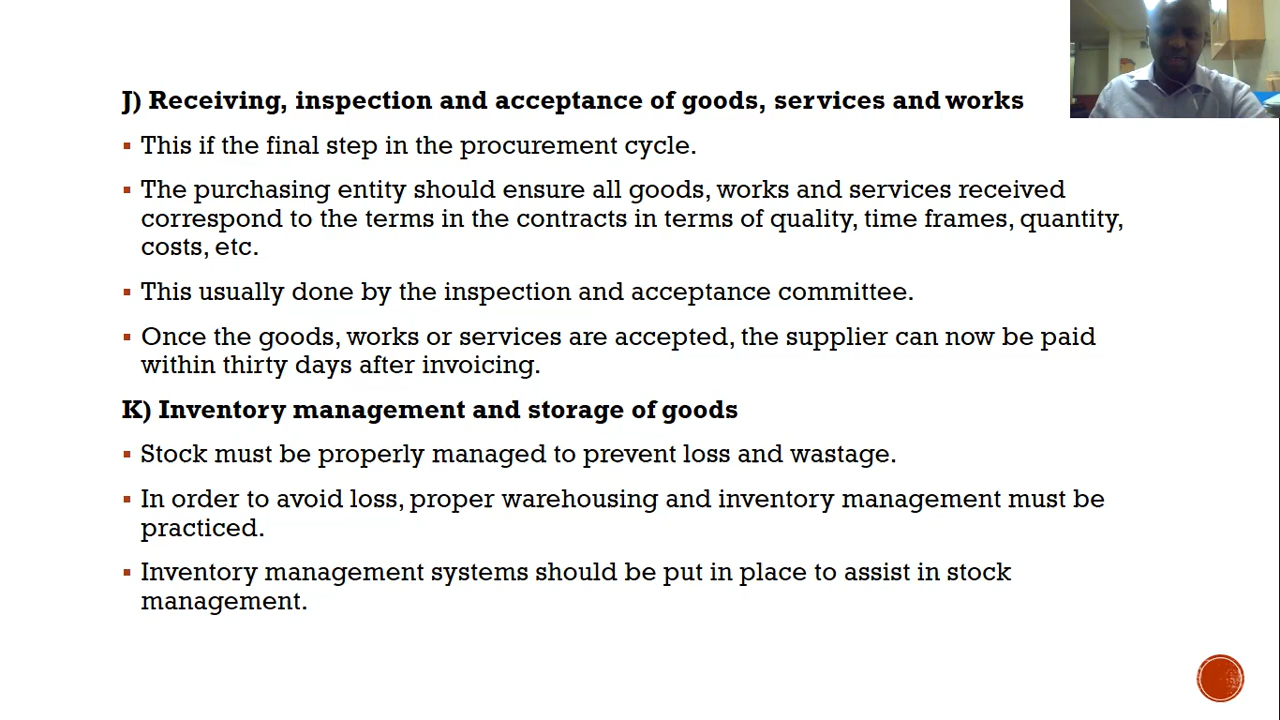 J) Receiving, inspection and acceptance of goods, services and works
▪ This if the final step in the procurement cycle.
▪ The purchasing entity should ensure all goods, works and services received
correspond to the terms in the contracts in terms of quality, time frames, quantity,
costs, etc.
▪ This usually done by the inspection and acceptance committee.
▪ Once the goods, works or services are accepted, the supplier can now be paid
within thirty days after invoicing.
K) Inventory management and storage of goods
▪ Stock must be properly managed to prevent loss and wastage.
▪ In order to avoid loss, proper warehousing and inventory management must be
practiced.
▪ Inventory management systems should be put in place to assist in stock
management.